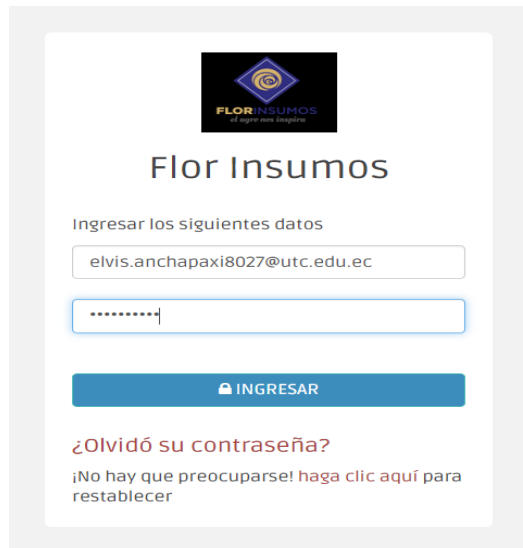 FLORINSUMOS
el agro nos inspira
Flor Insumos
Ingresar los siguientes datos
elvis.anchapaxi8027@utc.edu.ec
••••••••••
INGRESAR
¿Olvidó su contraseña?
¡No hay que preocuparse! haga clic aquí para
restablecer